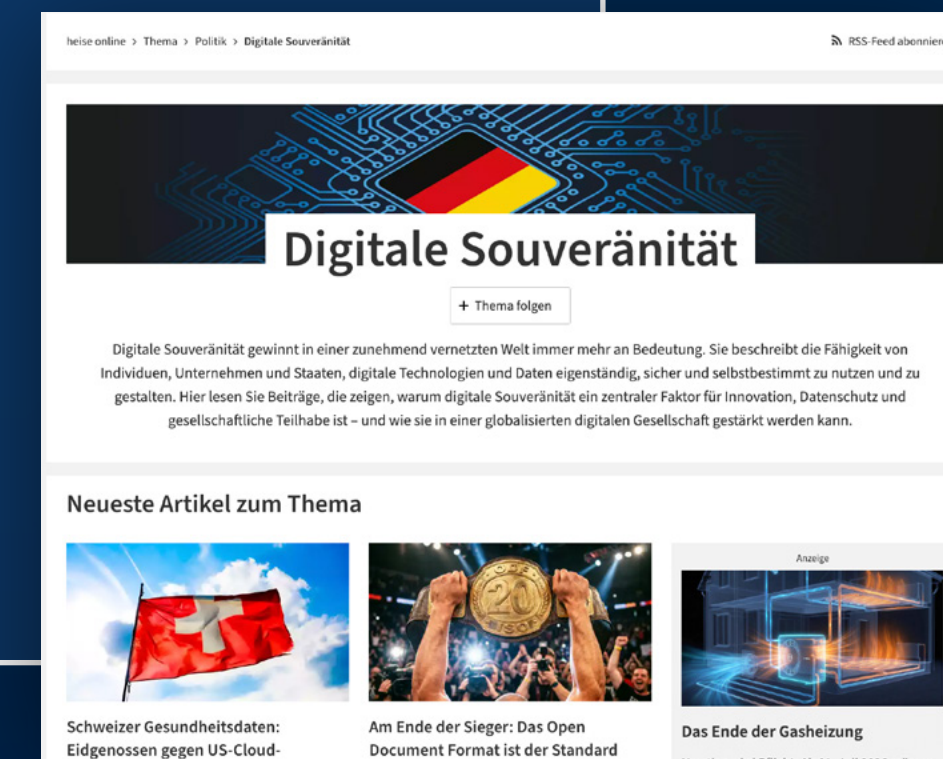 heise online > Thema > Politik > Digitale Souveränität
RSS-Feed abonniere
Digitale Souveränität
+ Thema folgen
Digitale Souveränität gewinnt in einer zunehmend vernetzten Welt immer mehr an Bedeutung. Sie beschreibt die Fähigkeit von
Individuen, Unternehmen und Staaten, digitale Technologien und Daten eigenständig, sicher und selbstbestimmt zu nutzen und zu
gestalten. Hier lesen Sie Beiträge, die zeigen, warum digitale Souveränität ein zentraler Faktor für Innovation, Datenschutz und
gesellschaftliche Teilhabe ist – und wie sie in einer globalisierten digitalen Gesellschaft gestärkt werden kann.
Neueste Artikel zum Thema
20
Schweizer Gesundheitsdaten:
Eidgenossen gegen US-Cloud-
Am Ende der Sieger: Das Open
Document Format ist der Standard
Anzeige
Das Ende der Gasheizung